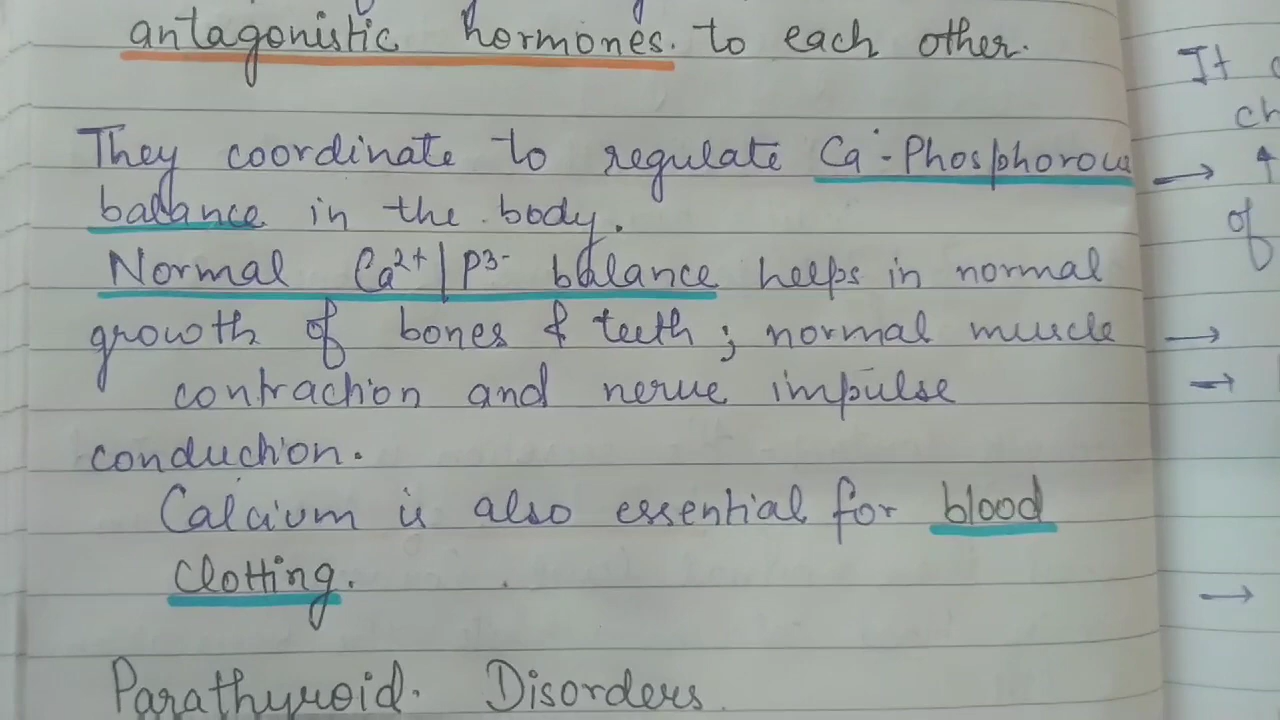 antagonistic hormones. to each other.
They coordinate to regulate Ca - Phosphorous
balance in the body.
Normal Ca²⁺|P³⁻ balance helps in normal
growth of bones & teeth ; normal muscle
contraction and nerve impulse
conduction.
Calcium is also essential for blood
clotting.
Parathyroid. Disorders
It
→
of
→
→
→